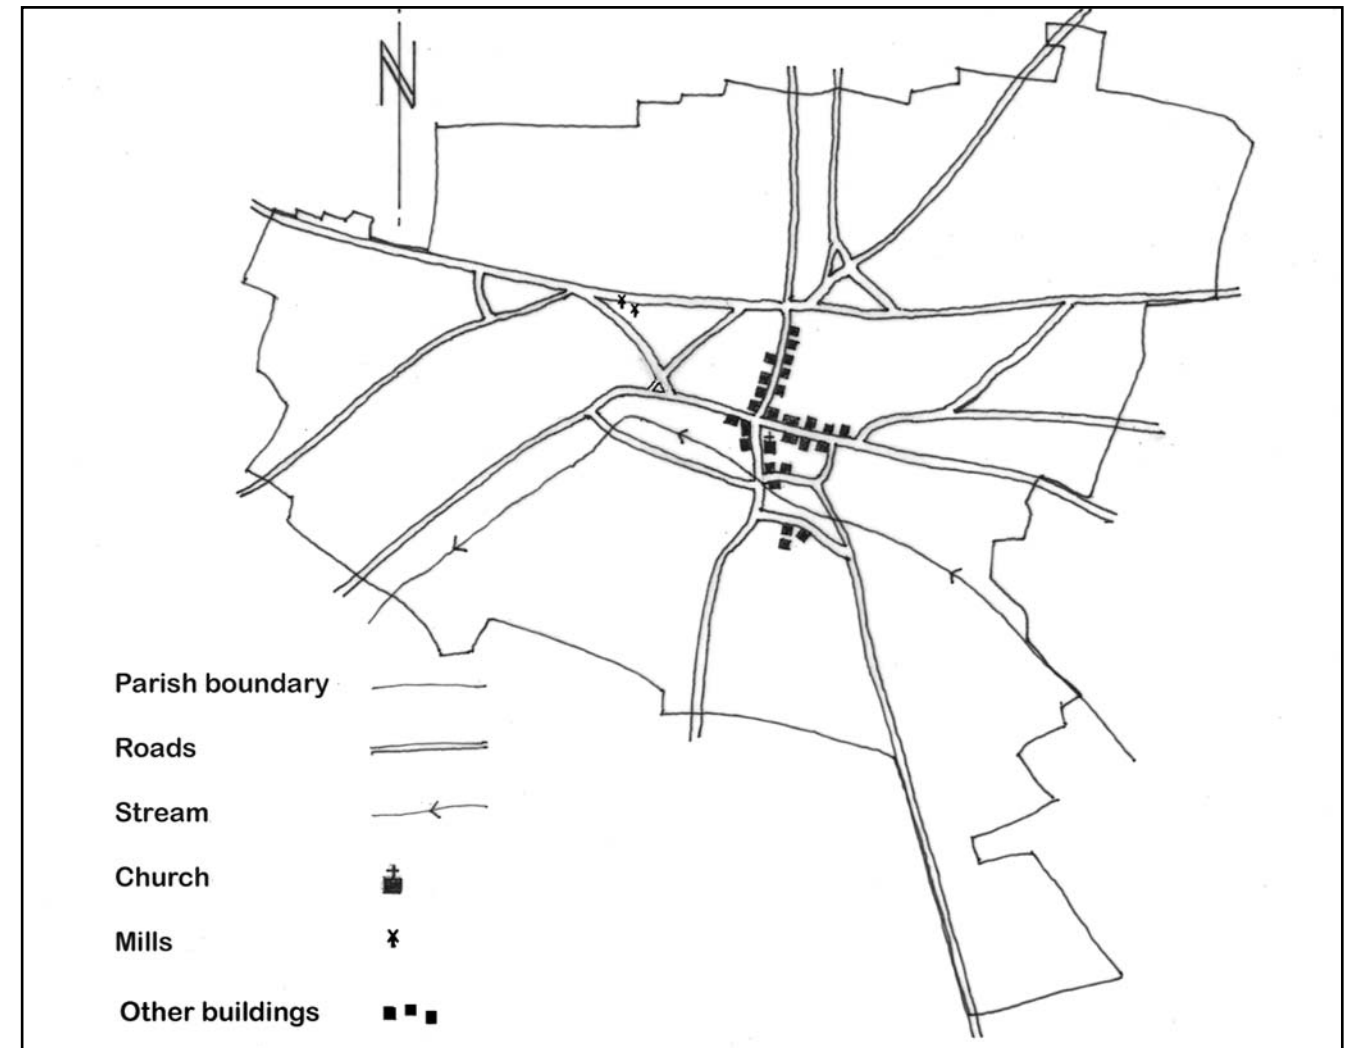 N
Parish boundary
Roads
Stream
Church
Mills
Other buildings